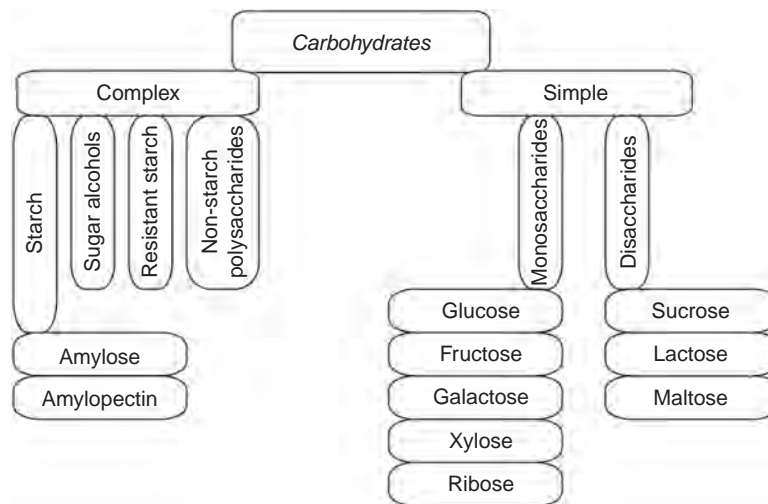 Carbohydrates
Complex
Simple
Starch
Sugar alcohols
Resistant starch
Non-starch
polysaccharides
Monosaccharides
Disaccharides
Glucose
Sucrose
Amylose
Fructose
Lactose
Amylopectin
Galactose
Maltose
Xylose
Ribose